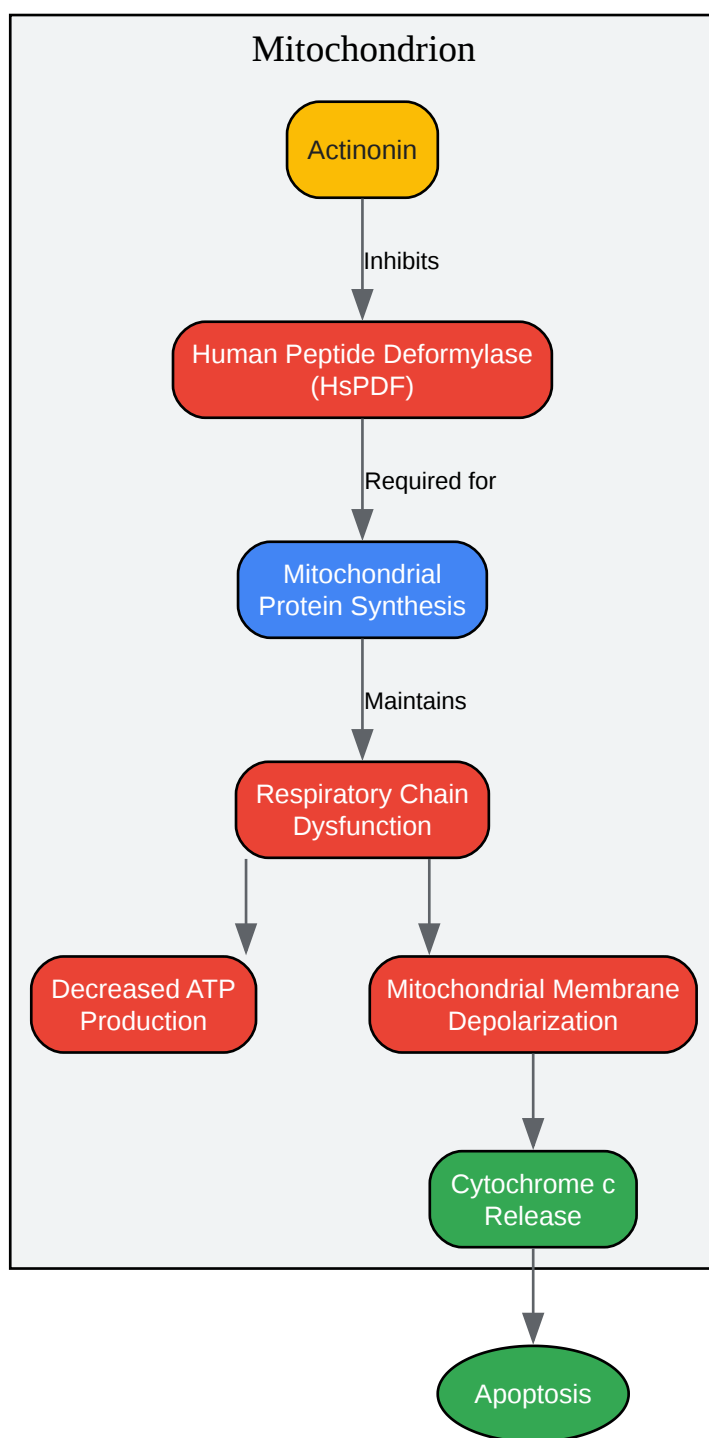 Mitochondrion
Actinonin
Inhibits
Human Peptide Deformylase
(HsPDF)
Required for
Mitochondrial
Protein Synthesis
Maintains
Respiratory Chain
Dysfunction
Decreased ATP
Production
Mitochondrial Membrane
Depolarization
Cytochrome c
Release
Apoptosis